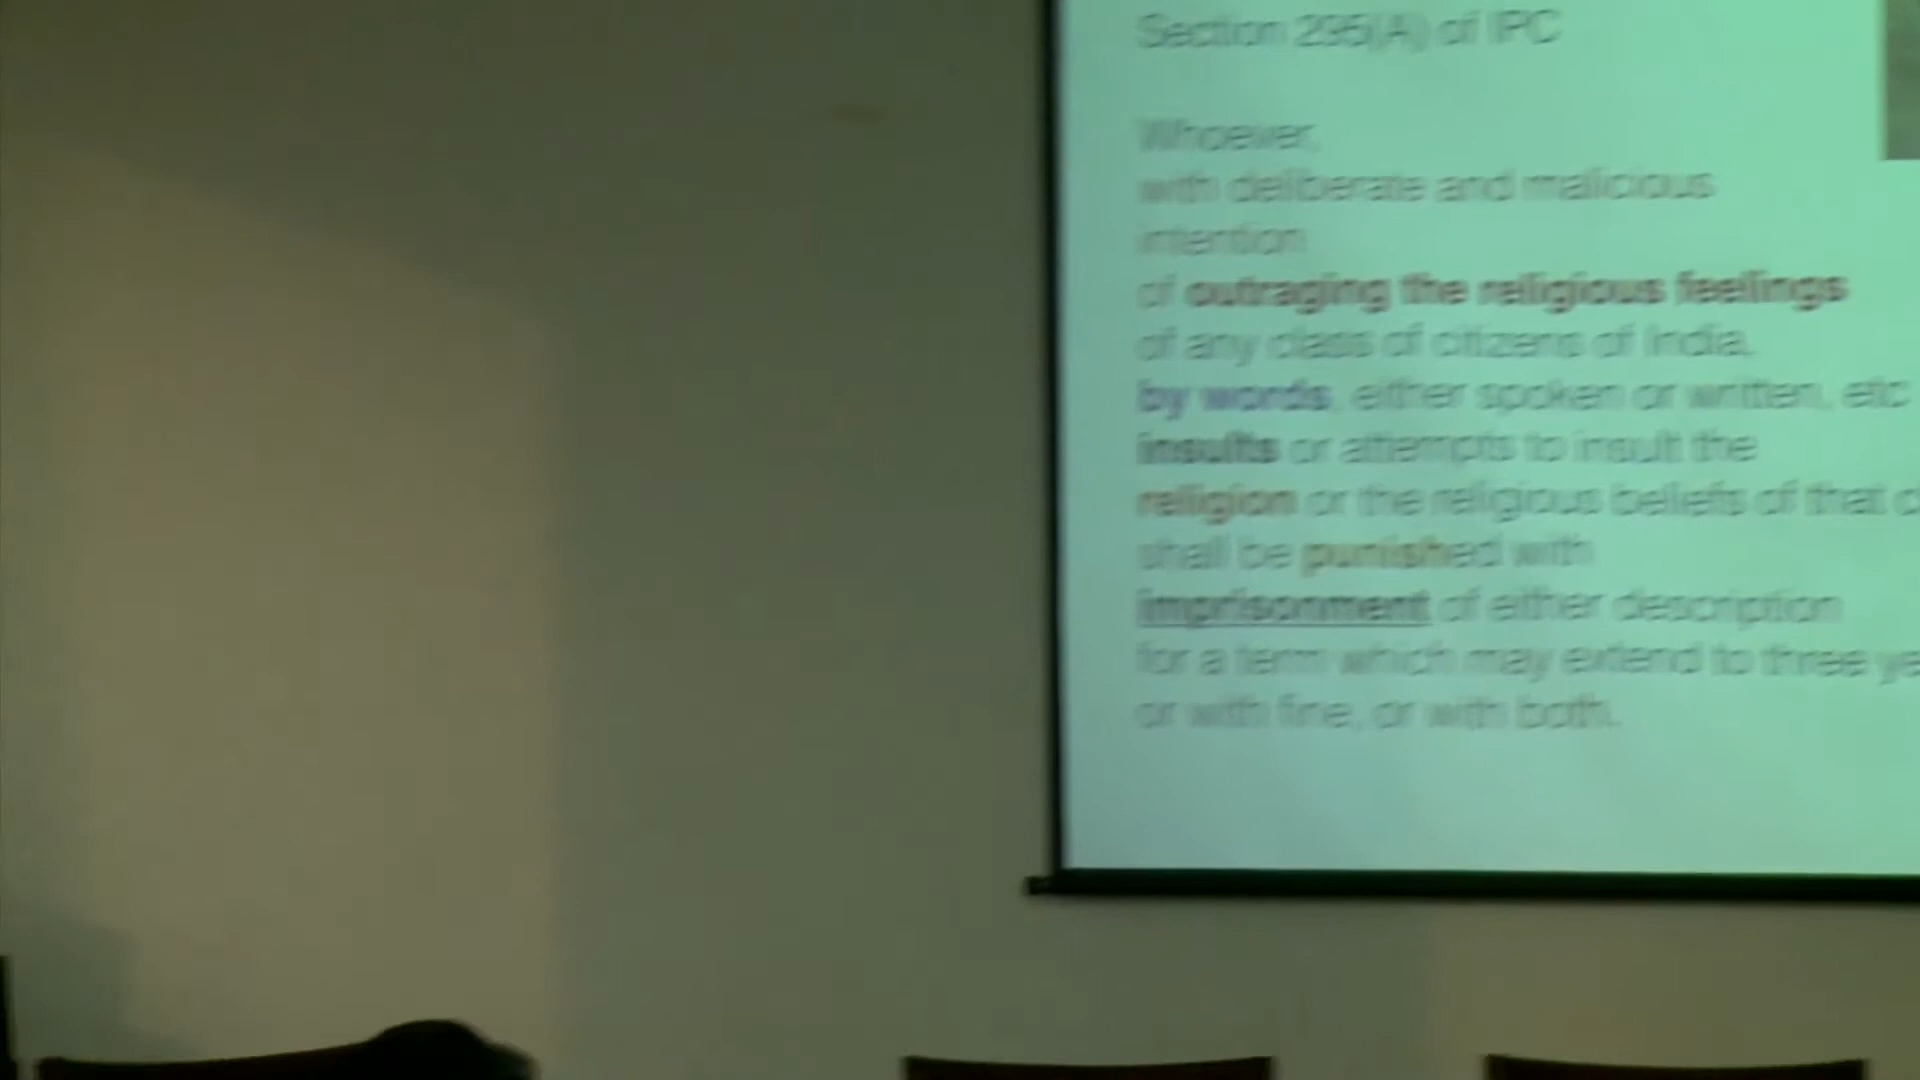 Section 295(A) of IPC
Whoever,
with deliberate and malicious
intention
of outraging the religious feelings
of any class of citizens of India,
by words, either spoken or written, etc
insults or attempts to insult the
religion or the religious beliefs of that
shall be punished with
imprisonment of either description
for a term which may extend to three
or with fine, or with both.